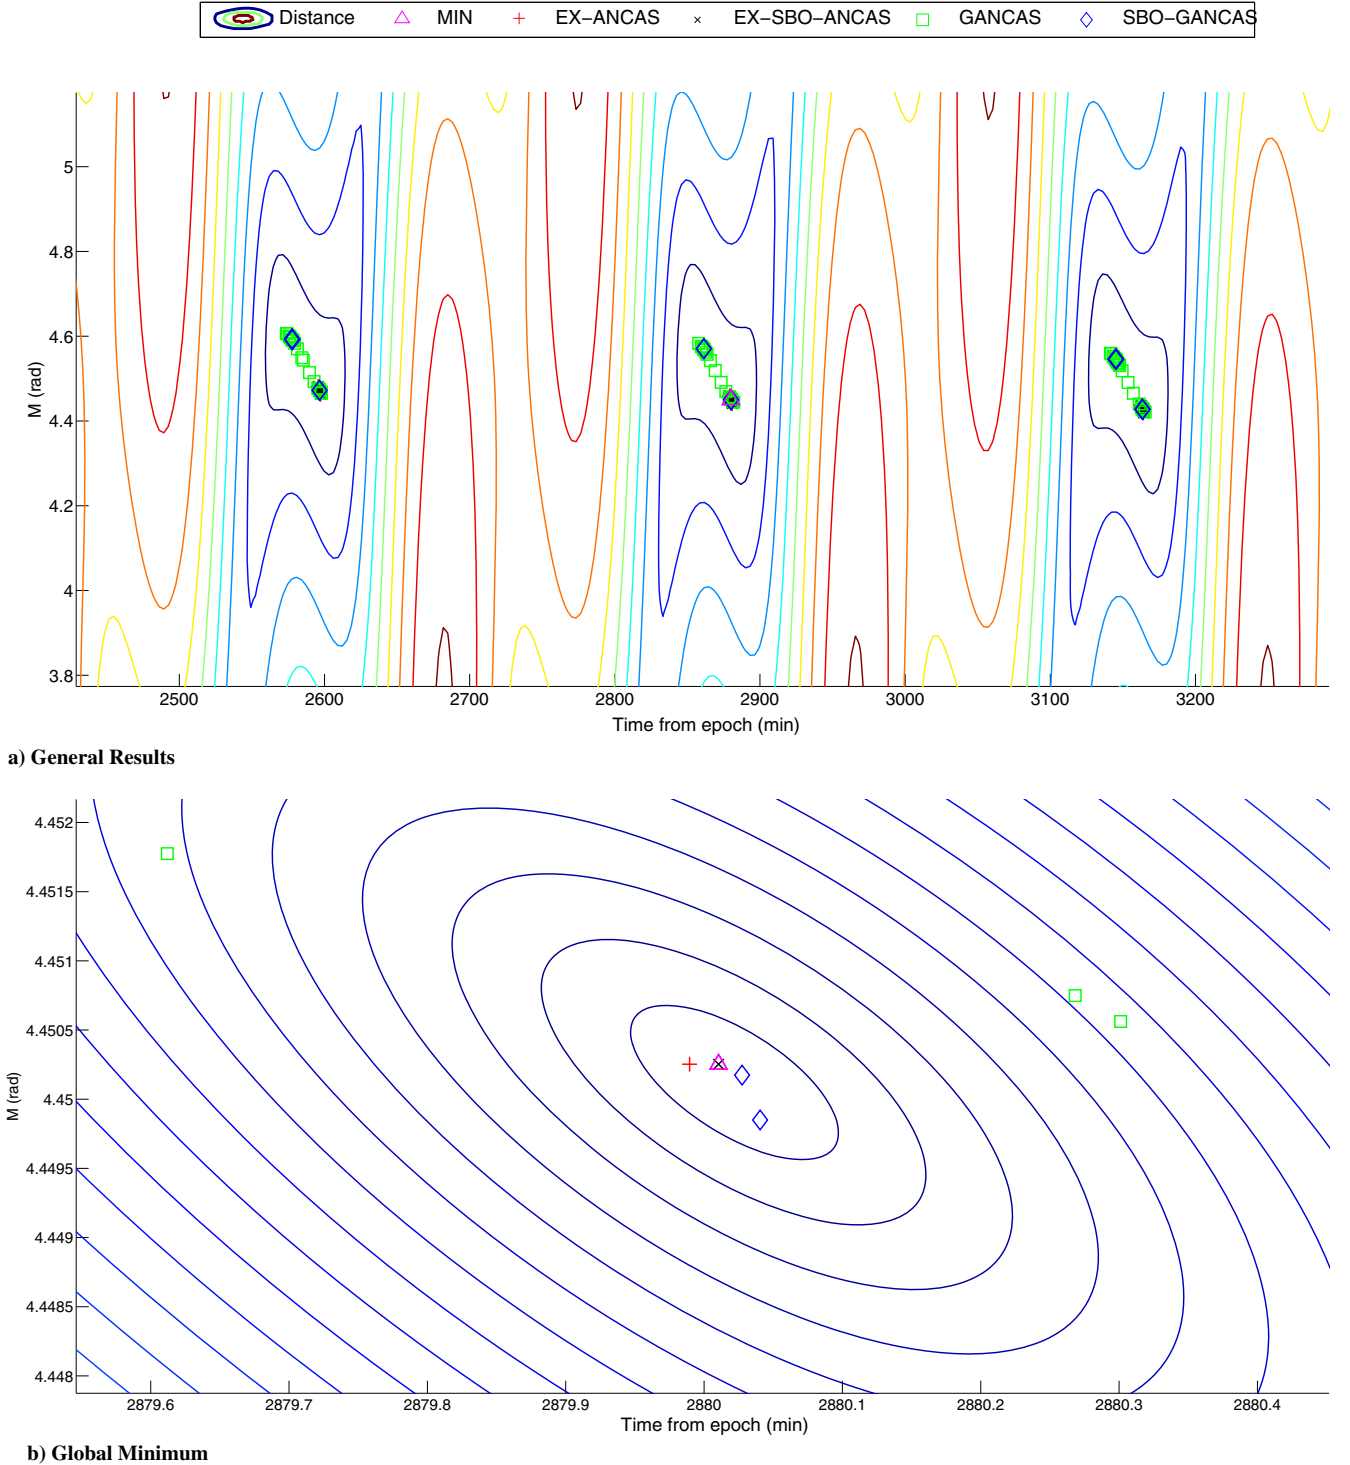 Distance MIN EX-ANCAS EX-SBO-ANCAS GANCAS SBO-GANCAS
5
4.8
4.6
4.4
4.2
4
3.8
M (rad)
2500 2600 2700 2800 2900 3000 3100 3200
Time from epoch (min)
a) General Results
4.452
4.4515
4.451
4.4505
4.45
4.4495
4.449
4.4485
4.448
M (rad)
2879.6 2879.7 2879.8 2879.9 2880 2880.1 2880.2 2880.3 2880.4
Time from epoch (min)
b) Global Minimum